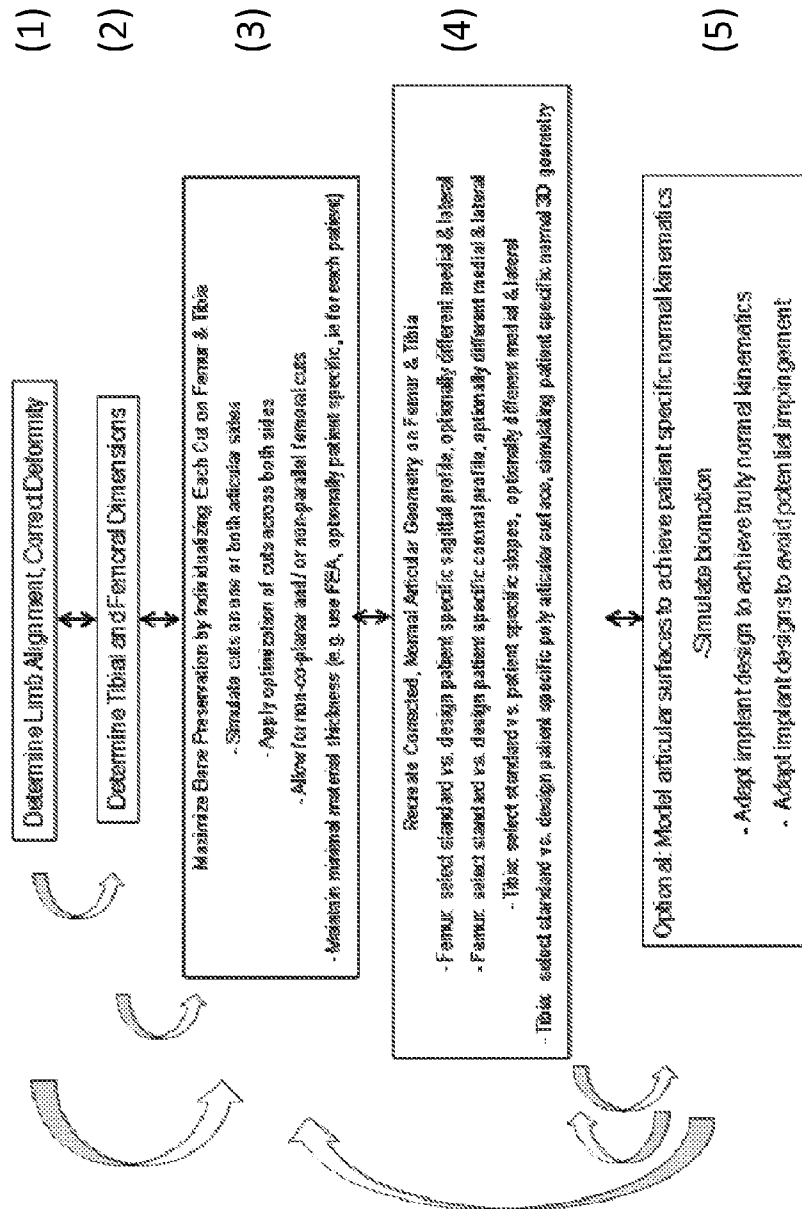 (1)
Determine Limb Alignment, Correct Deformity
(2)
Determine Tibial and Femoral Dimensions
(3)
Maximize Bone Preservation by Individualizing Each Cut on Femur & Tibia
- Simulate cuts on one or both articular sides
- Apply optimization of cuts across both sides
- Allow for non-co-planar and/ or non-parallel femoral cuts
- Maintain minimal material thickness (e.g. use FEA, optionally patient specific, ie for each patient)
(4)
Recreate Corrected, Normal Articular Geometry on Femur & Tibia
- Femur: select standard vs. design patient specific sagittal profile, optionally different medial & lateral
- Femur: select standard vs. design patient specific coronal profile, optionally different medial & lateral
- Tibia: select standard vs. patient specific slopes, optionally different medial & lateral
- Tibia: select standard vs. design patient specific poly articular surface, simulating patient specific normal 3D geometry
(5)
Optional: Model articular surfaces to achieve patient specific normal kinematics
-Simulate biomotion
- Adapt implant design to achieve truly normal kinematics
- Adapt implant designs to avoid potential impingement